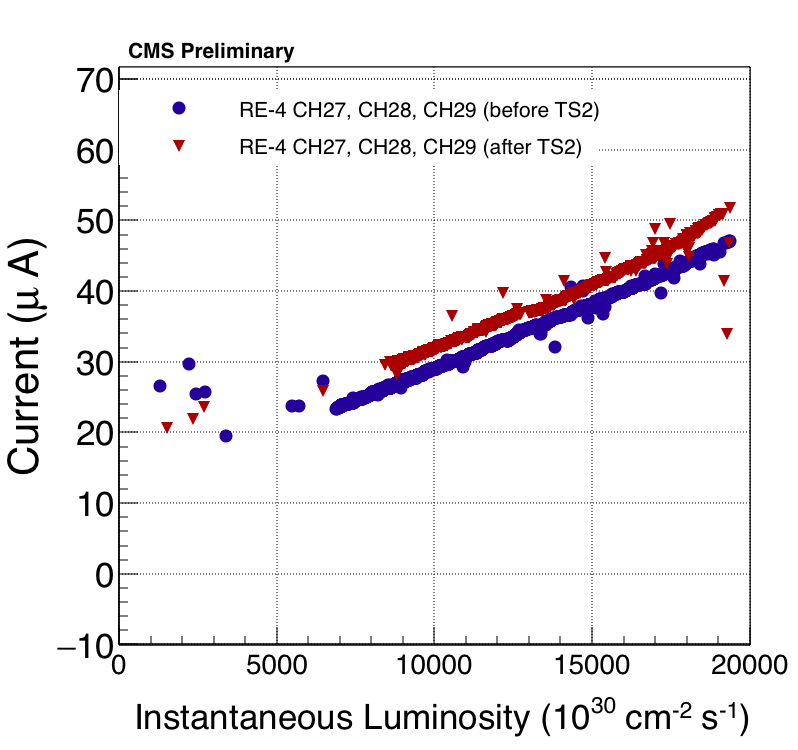 CMS Preliminary
70
RE-4 CH27, CH28, CH29 (before TS2)
RE-4 CH27, CH28, CH29 (after TS2)
60
50
40
30
20
10
0
−10
Current (μ A)
0 5000 10000 15000 20000
Instantaneous Luminosity (10³⁰ cm⁻² s⁻¹)